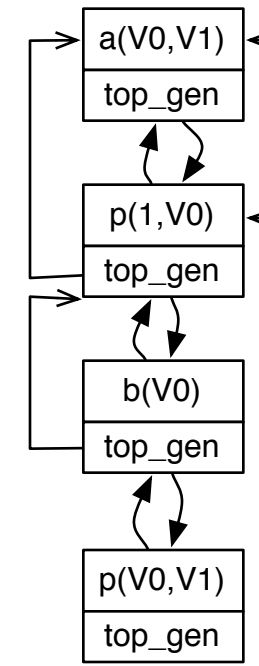 a(V0,V1)
top_gen
p(1,V0)
top_gen
b(V0)
top_gen
p(V0,V1)
top_gen